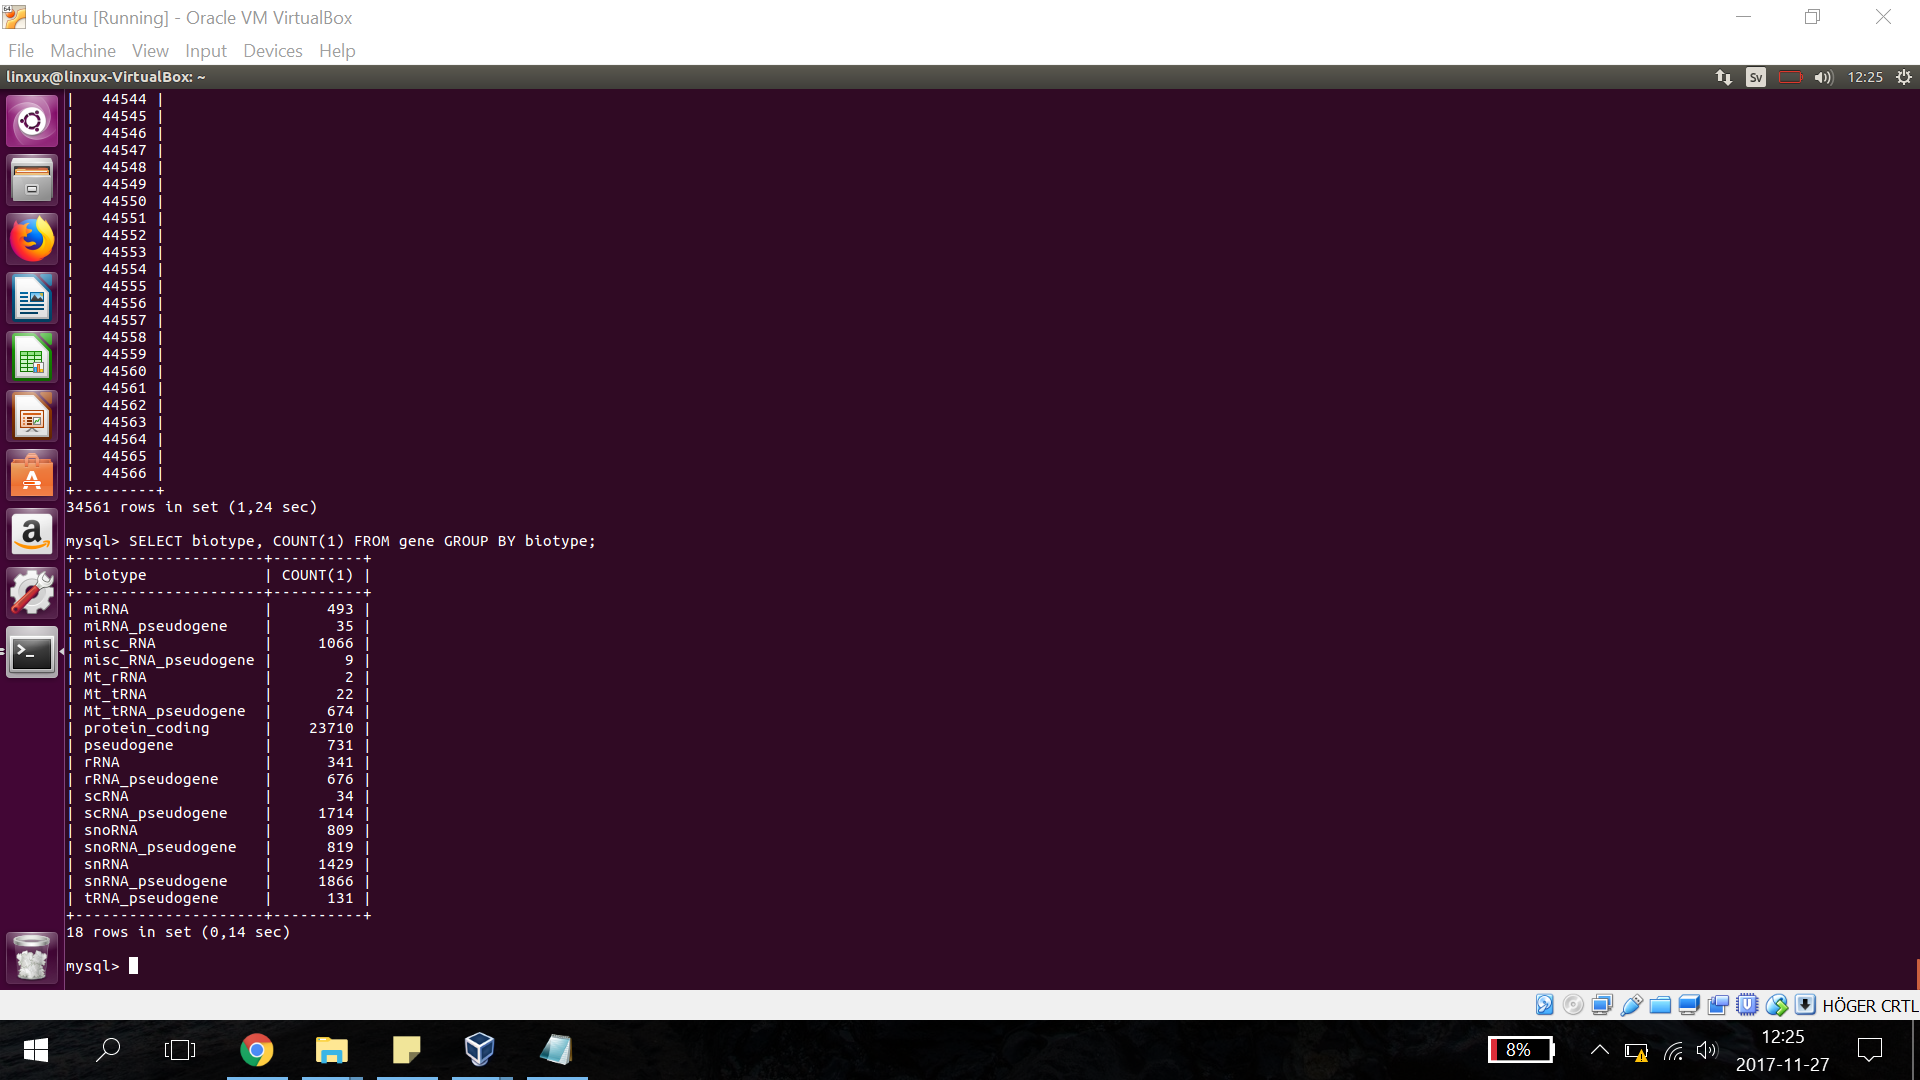 ubuntu [Running] - Oracle VM VirtualBox
File Machine View Input Devices Help
linxux@linxux-VirtualBox: ~
Sv
12:25
| 44544 |
| 44545 |
| 44546 |
| 44547 |
| 44548 |
| 44549 |
| 44550 |
| 44551 |
| 44552 |
| 44553 |
| 44554 |
| 44555 |
| 44556 |
| 44557 |
| 44558 |
| 44559 |
| 44560 |
| 44561 |
| 44562 |
| 44563 |
| 44564 |
| 44565 |
| 44566 |
+---------+
34561 rows in set (1,24 sec)
mysql> SELECT biotype, COUNT(1) FROM gene GROUP BY biotype;
+---------------------+----------+
| biotype | COUNT(1) |
+---------------------+----------+
| miRNA | 493 |
| miRNA_pseudogene | 35 |
| misc_RNA | 1066 |
| misc_RNA_pseudogene | 9 |
| Mt_rRNA | 2 |
| Mt_tRNA | 22 |
| Mt_tRNA_pseudogene | 674 |
| protein_coding | 23710 |
| pseudogene | 731 |
| rRNA | 341 |
| rRNA_pseudogene | 676 |
| scRNA | 34 |
| scRNA_pseudogene | 1714 |
| snoRNA | 809 |
| snoRNA_pseudogene | 819 |
| snRNA | 1429 |
| snRNA_pseudogene | 1866 |
| tRNA_pseudogene | 131 |
+---------------------+----------+
18 rows in set (0,14 sec)
mysql>
HÖGER CRTL
8%
12:25
2017-11-27